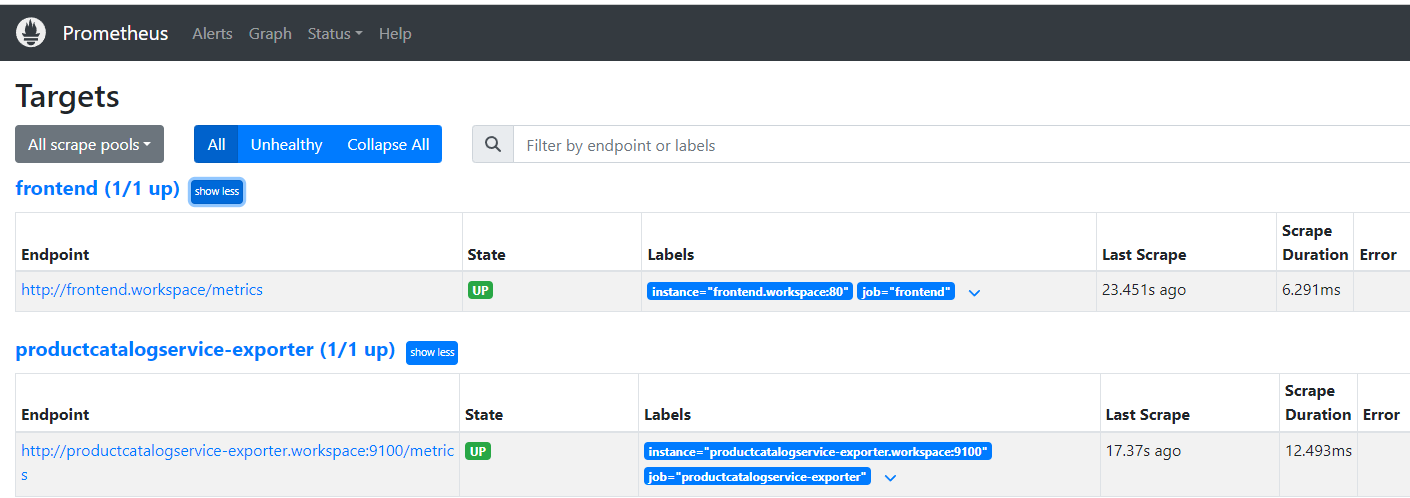 Prometheus Alerts Graph Status Help
Targets
All scrape pools All Unhealthy Collapse All Filter by endpoint or labels
frontend (1/1 up) show less
Endpoint State Labels Last Scrape Scrape Duration Error
http://frontend.workspace/metrics UP instance="frontend.workspace:80" job="frontend" 23.451s ago 6.291ms
productcatalogservice-exporter (1/1 up) show less
Endpoint State Labels Last Scrape Scrape Duration Error
http://productcatalogservice-exporter.workspace:9100/metric UP instance="productcatalogservice-exporter.workspace:9100" 17.37s ago 12.493ms
s job="productcatalogservice-exporter"